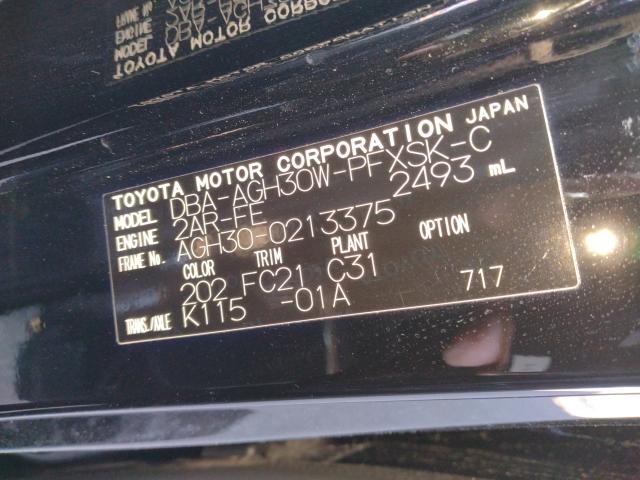 TOYOTA MOTOR CORPORATION JAPAN
MODEL DBA-AGH30W-PFXSK-C
ENGINE 2AR-FE 2493 mL
FRAME No. AGH30-0213375
COLOR TRIM PLANT OPTION
202 FC21 C31
TRANS./AXLE K115 -01A 717